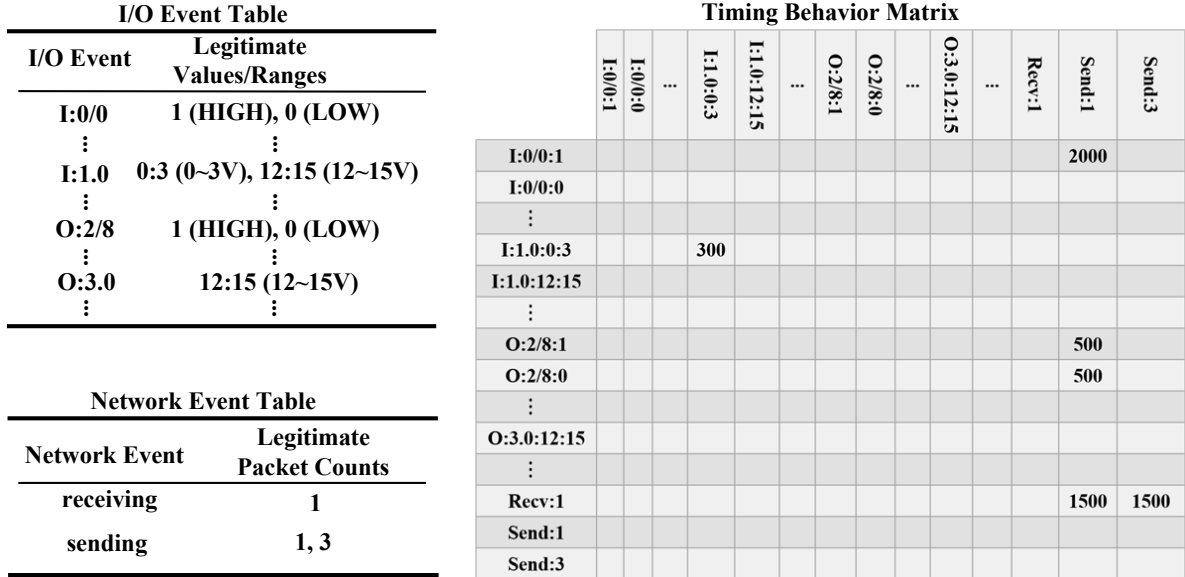 I/O Event Table
I/O Event Legitimate Values/Ranges
I:0/0 1 (HIGH), 0 (LOW)
⋮ ⋮
I:1.0 0:3 (0~3V), 12:15 (12~15V)
⋮ ⋮
O:2/8 1 (HIGH), 0 (LOW)
⋮ ⋮
O:3.0 12:15 (12~15V)
⋮ ⋮
Network Event Table
Network Event Legitimate Packet Counts
receiving 1
sending 1, 3
Timing Behavior Matrix
I:0/0:1 I:0/0:0 ... I:1.0:0:3 I:1.0:12:15 ... O:2/8:1 O:2/8:0 ... O:3.0:12:15 ... Recv:1 Send:1 Send:3
I:0/0:1 2000
I:0/0:0
⋮
I:1.0:0:3 300
I:1.0:12:15
⋮
O:2/8:1 500
O:2/8:0 500
⋮
O:3.0:12:15
⋮
Recv:1 1500 1500
Send:1
Send:3